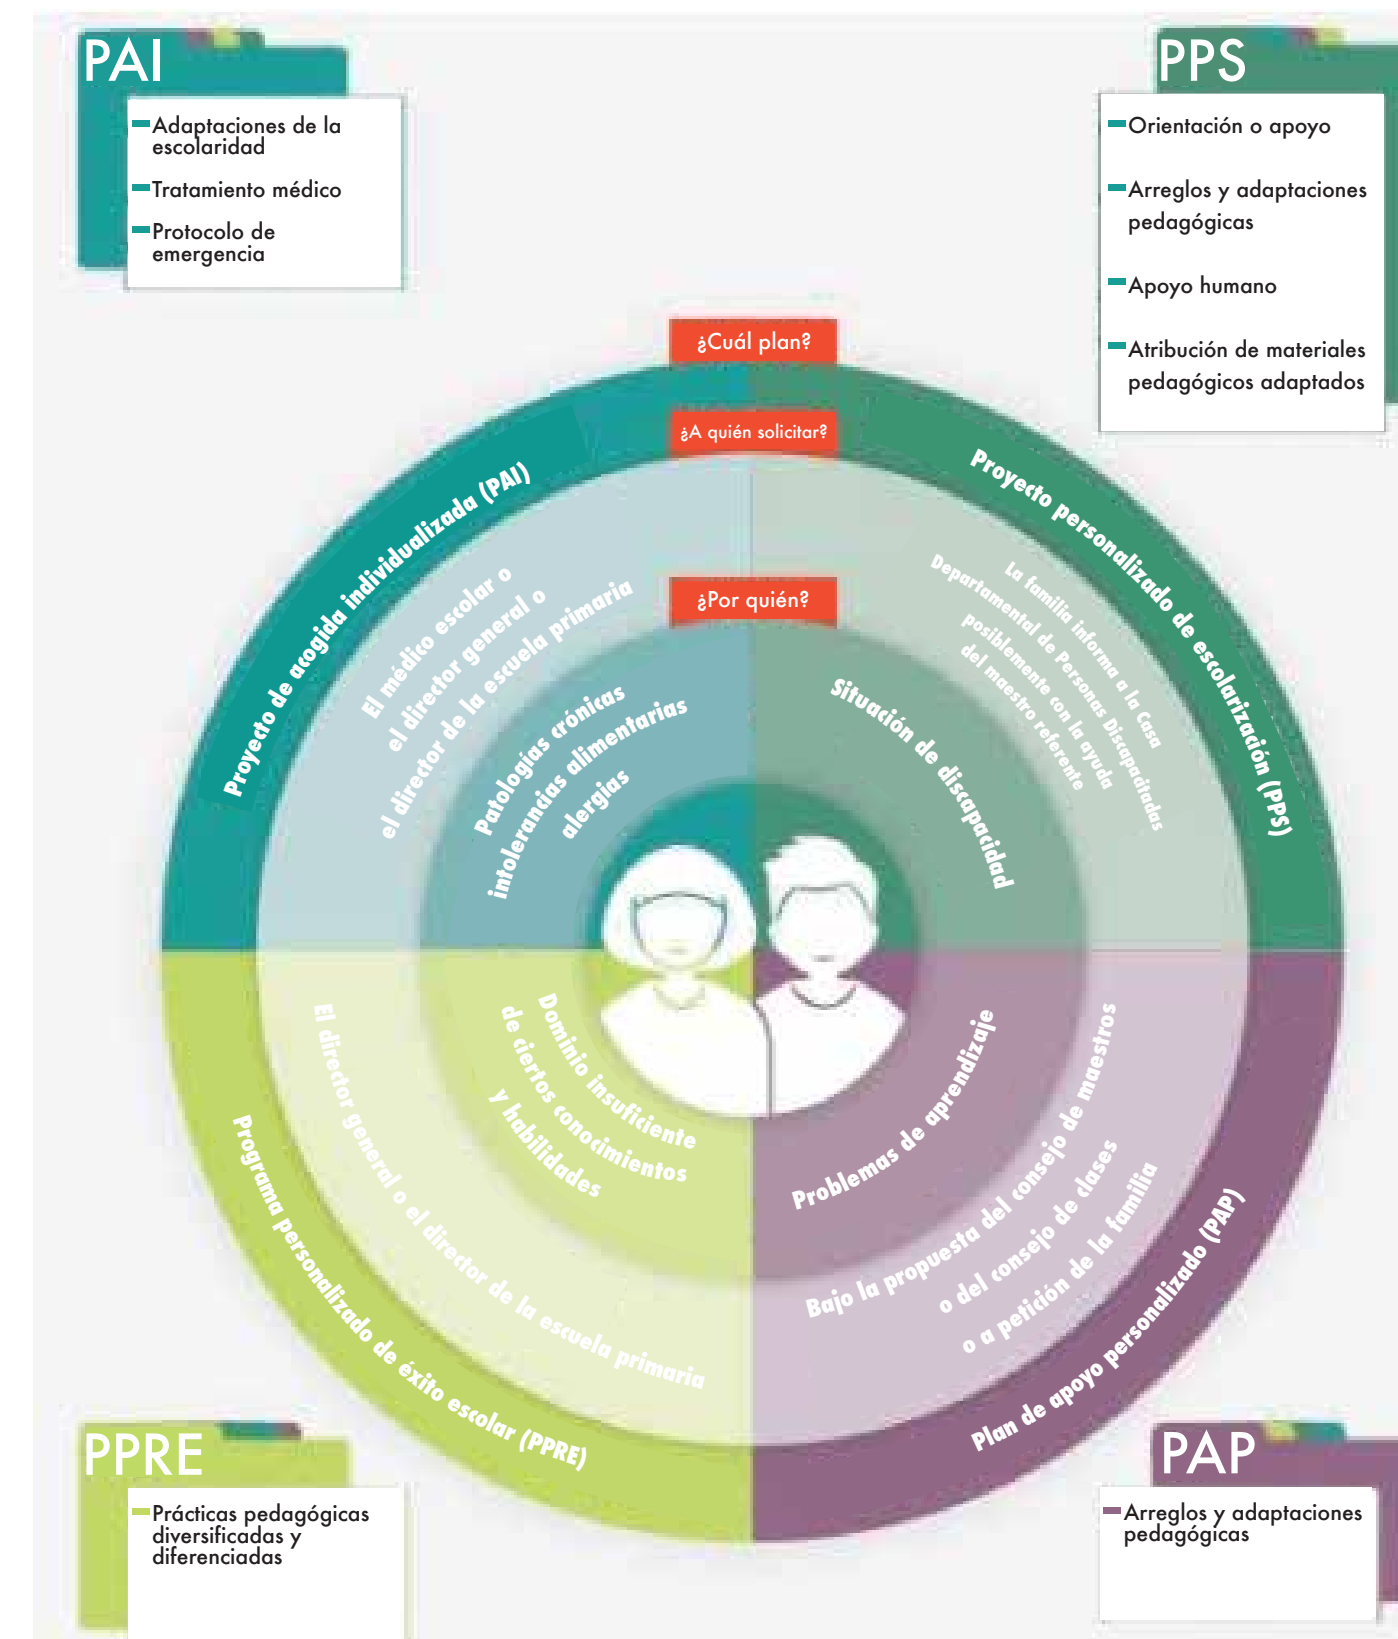 PAI
Adaptaciones de la
escolaridad
Tratamiento médico
Protocolo de
emergencia
PPS
Orientación o apoyo
Arreglos y adaptaciones
pedagógicas
Apoyo humano
Atribución de materiales
pedagógicos adaptados
¿Cuál plan?
¿A quién solicitar?
¿Por quién?
Proyecto de acogida individualizada (PAI)
El médico escolar o
el director general o
el director de la escuela primaria
Patologías crónicas
intolerancias alimentarias
alergias
Proyecto personalizado de escolarización (PPS)
La familia informa a la Casa
Departamental de Personas Discapacitadas
posiblemente con la ayuda
del maestro referente
Situación de discapacidad
Dominio insuficiente
de ciertos conocimientos
y habilidades
El director general o el director de la escuela primaria
Programa personalizado de éxito escolar (PPRE)
Problemas de aprendizaje
Bajo la propuesta del consejo de maestros
o del consejo de clases
o a petición de la familia
Plan de apoyo personalizado (PAP)
PPRE
Prácticas pedagógicas
diversificadas y
diferenciadas
PAP
Arreglos y adaptaciones
pedagógicas